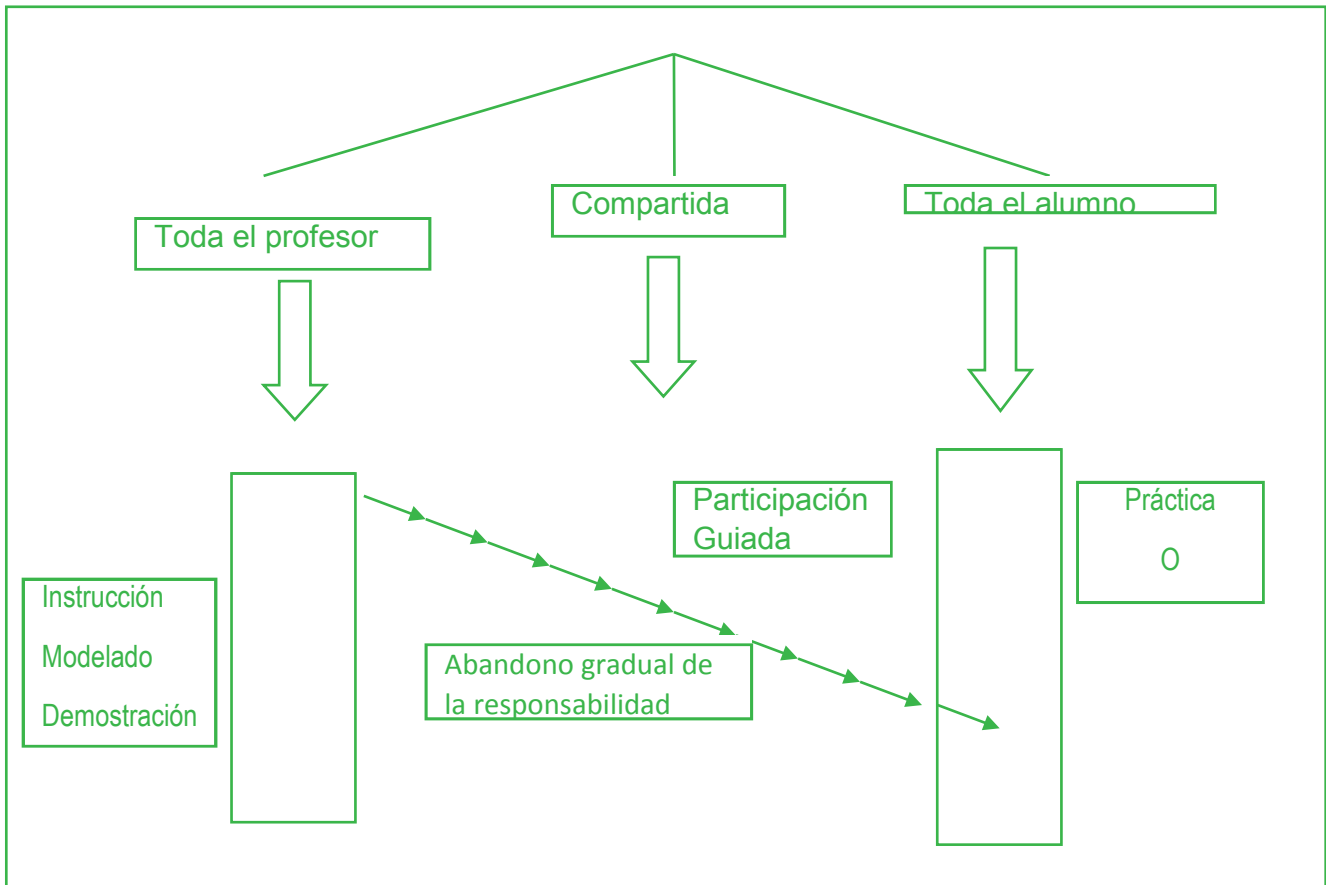 Toda el profesor
Compartida
Toda el alumno
Participación
Guiada
Práctica
O
Instrucción
Modelado
Demostración
Abandono gradual de
la responsabilidad